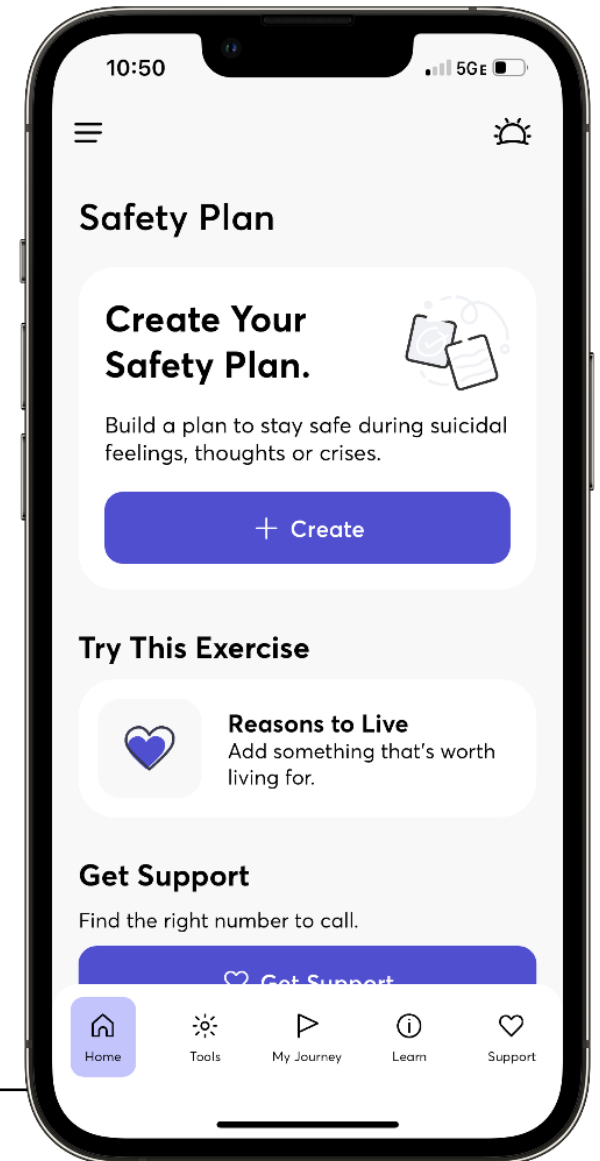 10:50
5GE
Safety Plan
Create Your
Safety Plan.
Build a plan to stay safe during suicidal
feelings, thoughts or crises.
+ Create
Try This Exercise
Reasons to Live
Add something that's worth
living for.
Get Support
Find the right number to call.
Get Support
Home Tools My Journey Learn Support